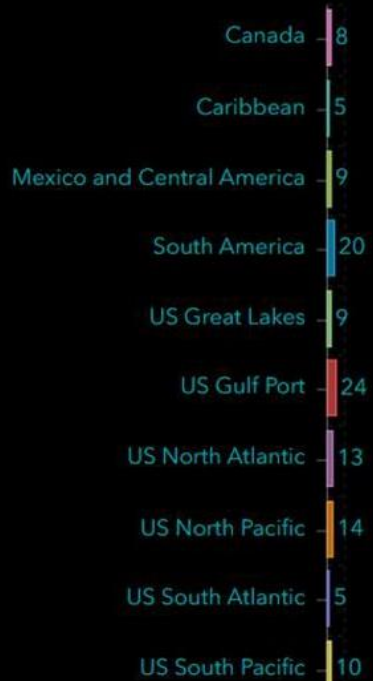 Canada 8
Caribbean 5
Mexico and Central America 9
South America 20
US Great Lakes 9
US Gulf Port 24
US North Atlantic 13
US North Pacific 14
US South Atlantic 5
US South Pacific 10